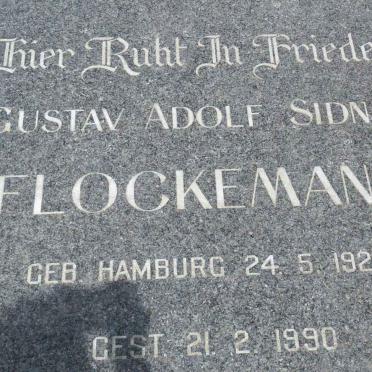 Hier Ruht In Friede
GUSTAV ADOLF SIDN
FLOCKEMAN
GEB. HAMBURG 24. 5. 192
GEST. 21. 2. 1990